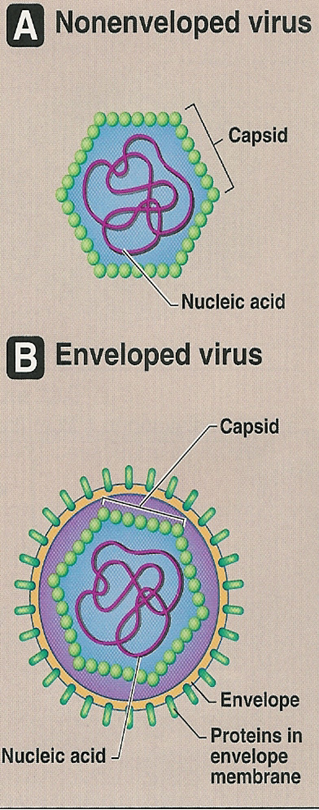 A Nonenveloped virus
Capsid
Nucleic acid
B Enveloped virus
Capsid
Envelope
Nucleic acid
Proteins in
envelope
membrane